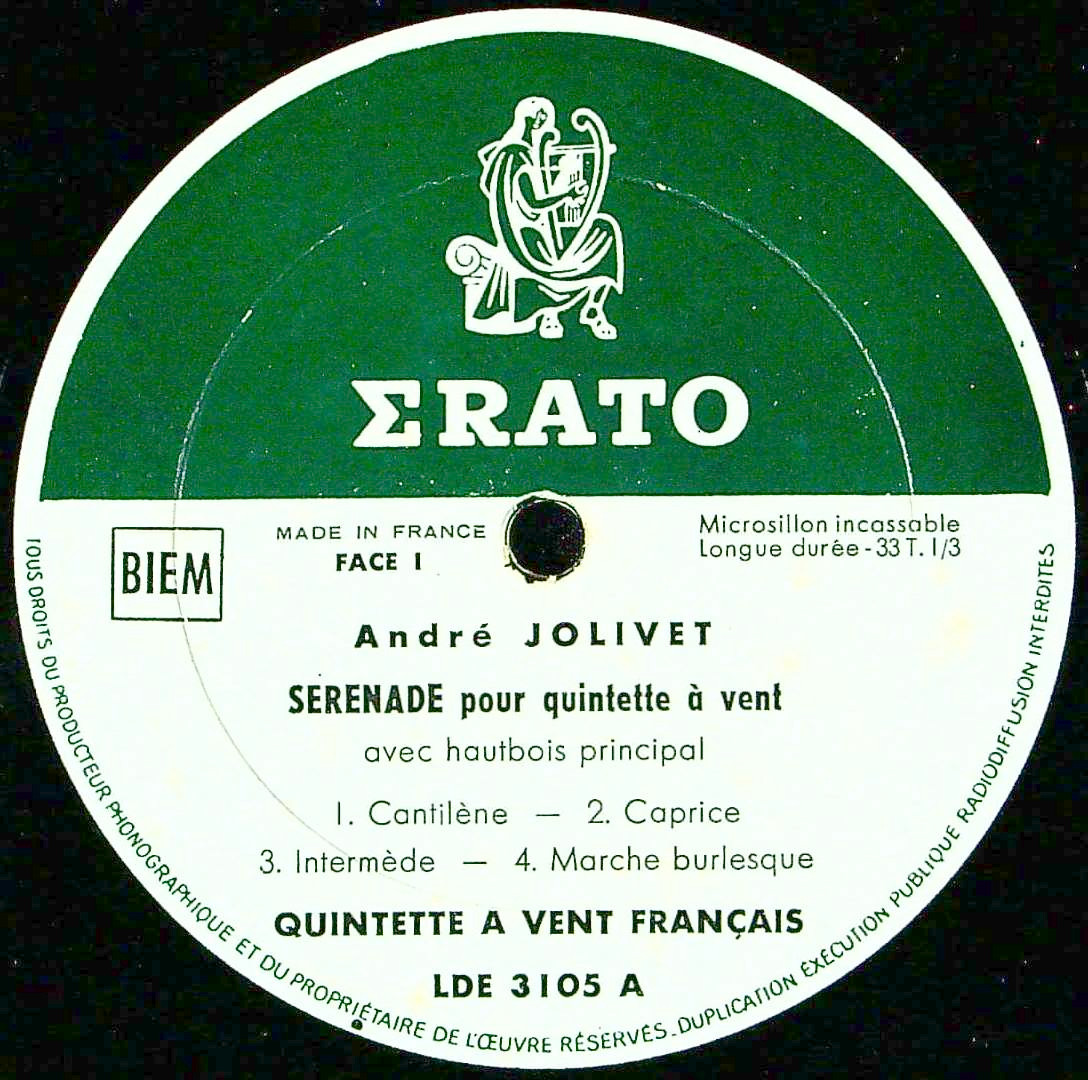 ΣRATO
BIEM
MADE IN FRANCE
FACE I
Microsillon incassable
Longue durée - 33 T. 1/3
André JOLIVET
SERENADE pour quintette à vent
avec hautbois principal
1. Cantilène — 2. Caprice
3. Intermède — 4. Marche burlesque
QUINTETTE A VENT FRANÇAIS
LDE 3105 A
TOUS DROITS DU PRODUCTEUR PHONOGRAPHIQUE ET DU PROPRIÉTAIRE DE L'ŒUVRE RÉSERVÉS. DUPLICATION EXÉCUTION PUBLIQUE RADIODIFFUSION INTERDITES